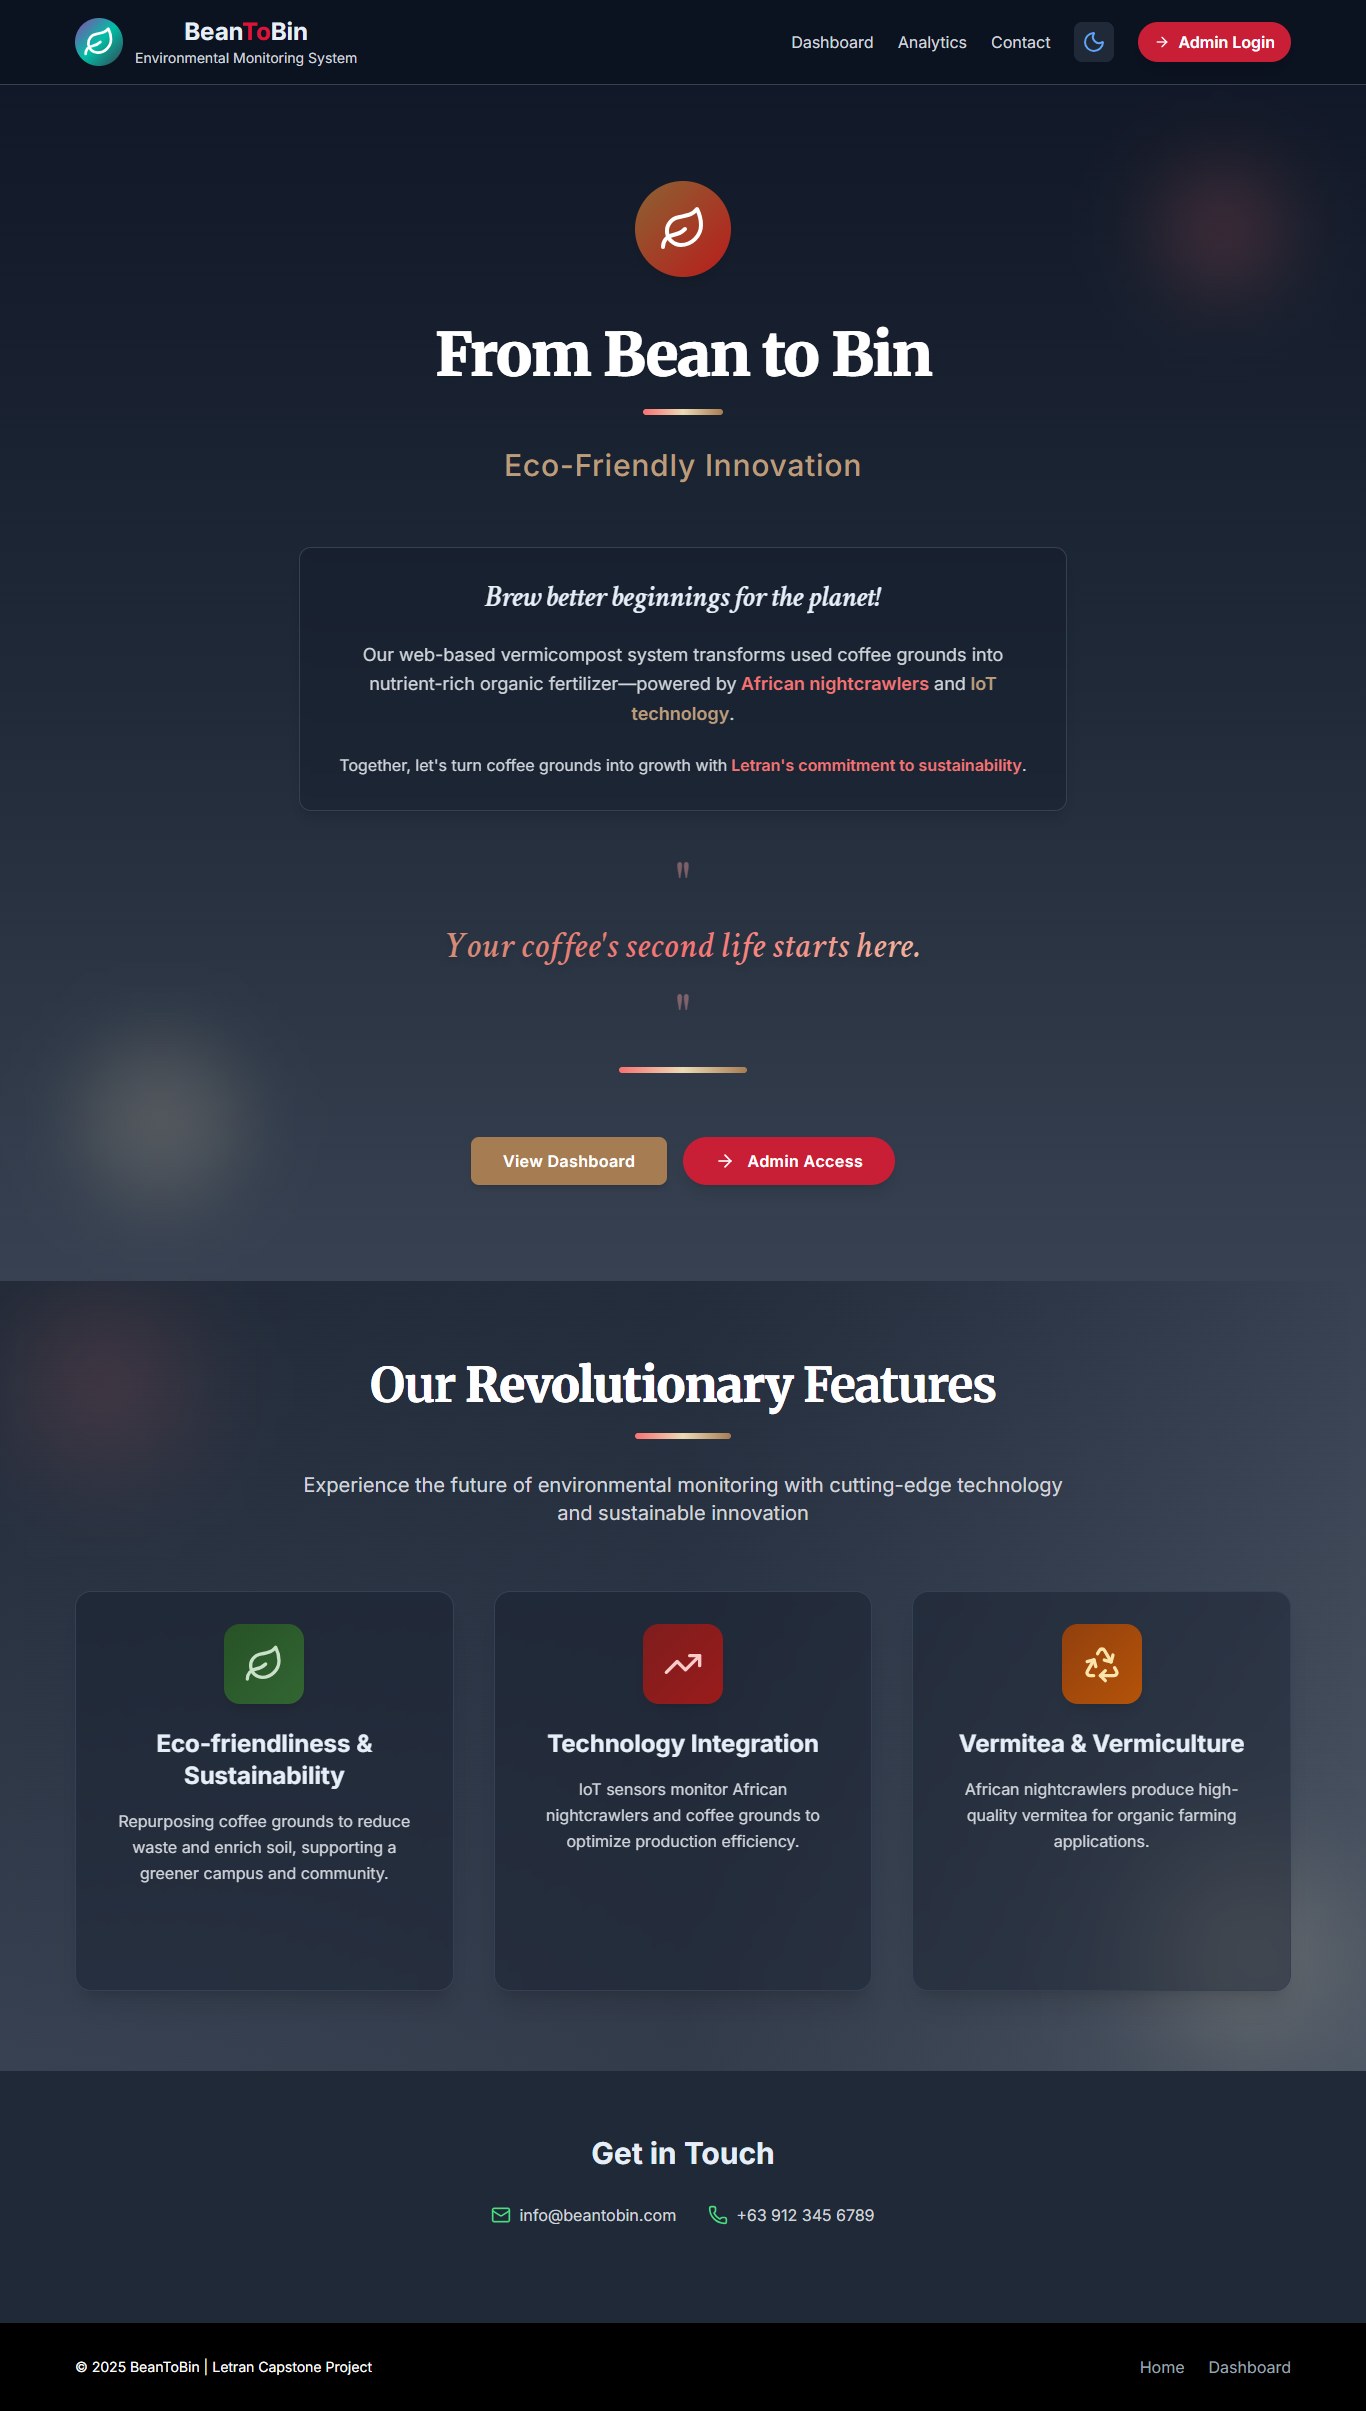 BeanToBin
Environmental Monitoring System
Dashboard
Analytics
Contact
Admin Login
From Bean to Bin
Eco-Friendly Innovation
Brew better beginnings for the planet!
Our web-based vermicompost system transforms used coffee grounds into
nutrient-rich organic fertilizer—powered by African nightcrawlers and IoT
technology.
Together, let's turn coffee grounds into growth with Letran's commitment to sustainability.
"
Your coffee's second life starts here.
"
View Dashboard
Admin Access
Our Revolutionary Features
Experience the future of environmental monitoring with cutting-edge technology
and sustainable innovation
Eco-friendliness &
Sustainability
Repurposing coffee grounds to reduce
waste and enrich soil, supporting a
greener campus and community.
Technology Integration
IoT sensors monitor African
nightcrawlers and coffee grounds to
optimize production efficiency.
Vermitea & Vermiculture
African nightcrawlers produce high-
quality vermitea for organic farming
applications.
Get in Touch
info@beantobin.com
+63 912 345 6789
© 2025 BeanToBin | Letran Capstone Project
Home
Dashboard